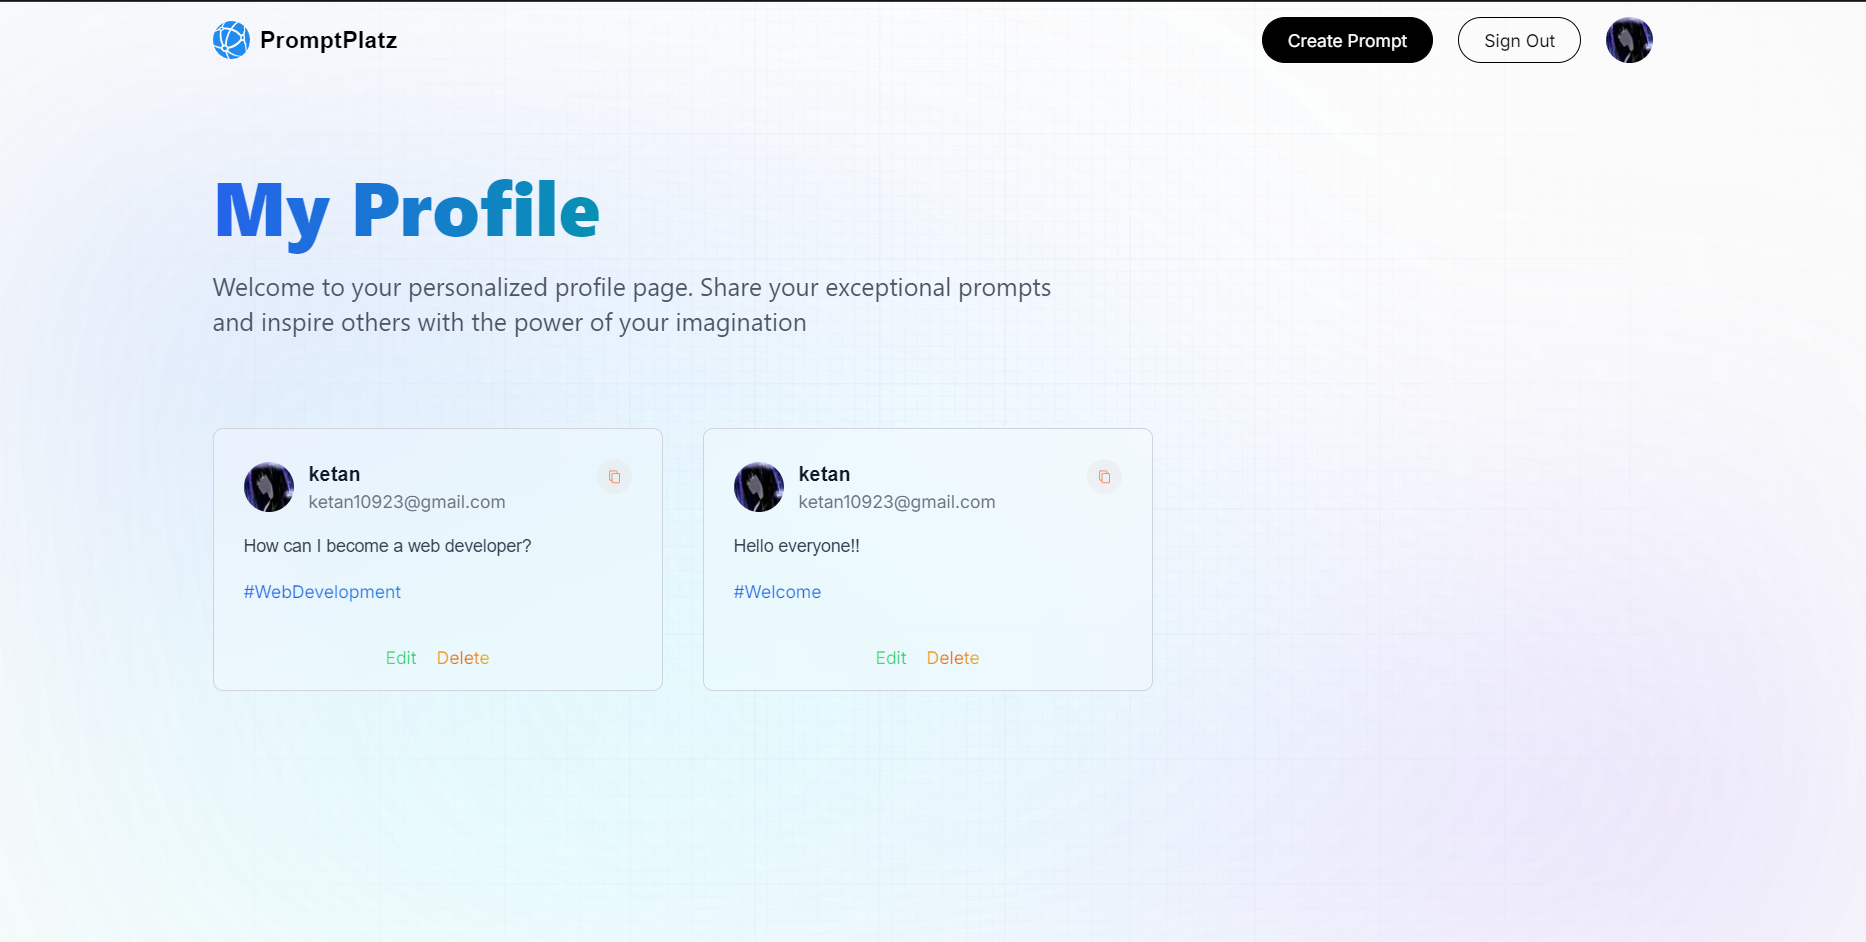 PromptPlatz
Create Prompt
Sign Out
My Profile
Welcome to your personalized profile page. Share your exceptional prompts
and inspire others with the power of your imagination
ketan
ketan10923@gmail.com
How can I become a web developer?
#WebDevelopment
Edit Delete
ketan
ketan10923@gmail.com
Hello everyone!!
#Welcome
Edit Delete